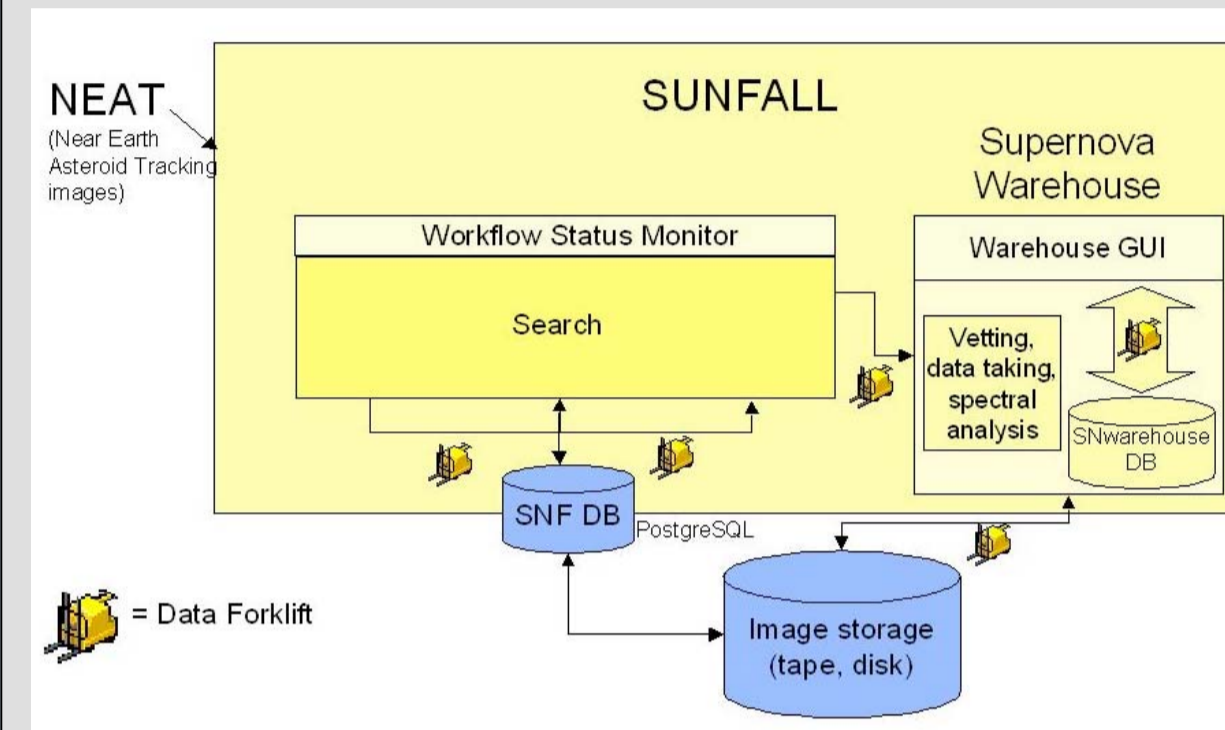 NEAT
(Near Earth
Asteroid Tracking
images)
SUNFALL
Supernova
Warehouse
Workflow Status Monitor
Search
Warehouse GUI
Vetting,
data taking,
spectral
analysis
SNwarehouse
DB
SNF DB
PostgreSQL
Image storage
(tape, disk)
= Data Forklift